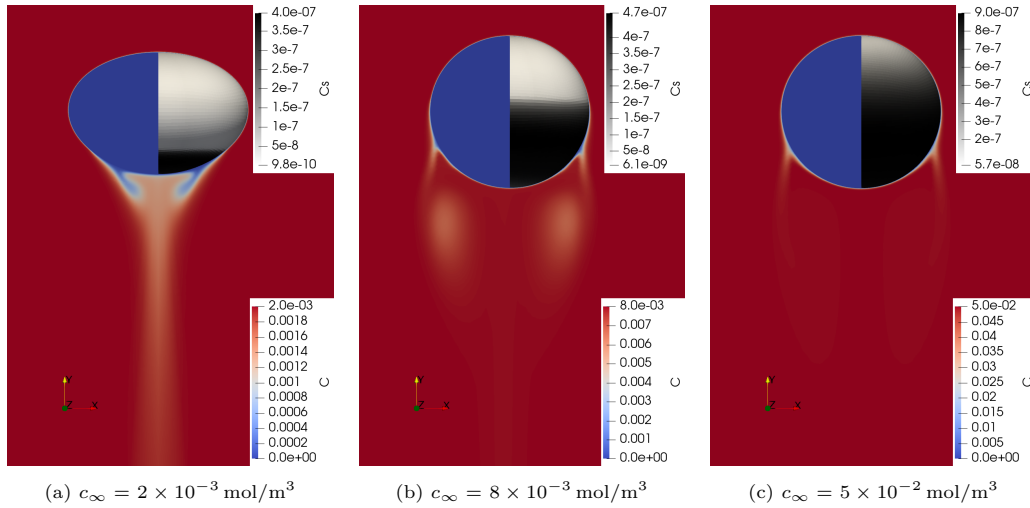 4.0e-07
3.5e-7
3e-7
2.5e-7
2e-7
1.5e-7
1e-7
5e-8
9.8e-10
Cs
2.0e-03
0.0018
0.0016
0.0014
0.0012
0.001
0.0008
0.0006
0.0004
0.0002
0.0e+00
C
Y
Z
X
(a) c∞ = 2 × 10⁻³ mol/m³
4.7e-07
4e-7
3.5e-7
3e-7
2.5e-7
2e-7
1.5e-7
1e-7
5e-8
6.1e-09
Cs
8.0e-03
0.007
0.006
0.005
0.004
0.003
0.002
0.001
0.0e+00
C
Y
Z
X
(b) c∞ = 8 × 10⁻³ mol/m³
9.0e-07
8e-7
7e-7
6e-7
5e-7
4e-7
3e-7
2e-7
5.7e-08
Cs
5.0e-02
0.045
0.04
0.035
0.03
0.025
0.02
0.015
0.01
0.005
0.0e+00
C
Y
Z
X
(c) c∞ = 5 × 10⁻² mol/m³